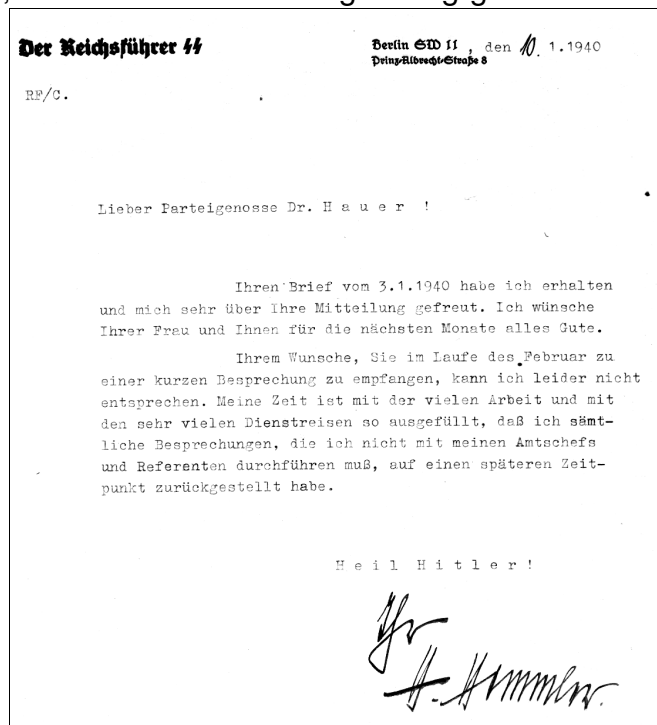 Der Reichsführer SS
Berlin SW 11, den 10. 1.1940
Prinz-Albrecht-Straße 8
RF/C.
Lieber Parteigenosse Dr. H a u e r !
Ihren Brief vom 3.1.1940 habe ich erhalten
und mich sehr über Ihre Mitteilung gefreut. Ich wünsche
Ihrer Frau und Ihnen für die nächsten Monate alles Gute.
Ihrem Wunsche, Sie im Laufe des Februar zu
einer kurzen Besprechung zu empfangen, kann ich leider nicht
entsprechen. Meine Zeit ist mit der vielen Arbeit und mit
den sehr vielen Dienstreisen so ausgefüllt, daß ich sämt-
liche Besprechungen, die ich nicht mit meinen Amtschefs
und Referenten durchführen muß, auf einen späteren Zeit-
punkt zurückgestellt habe.
H e i l  H i t l e r !
Ihr
H. Himmler.